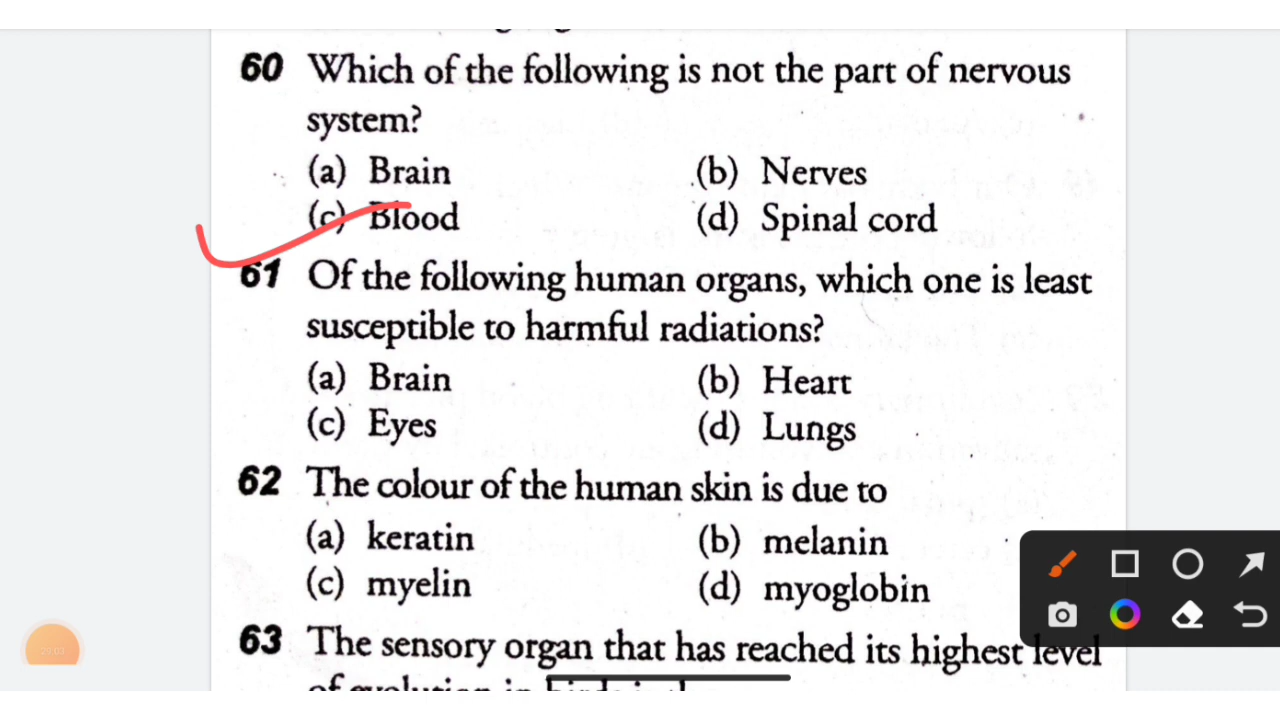 60 Which of the following is not the part of nervous
system?
(a) Brain (b) Nerves
(c) Blood (d) Spinal cord
61 Of the following human organs, which one is least
susceptible to harmful radiations?
(a) Brain (b) Heart
(c) Eyes (d) Lungs
62 The colour of the human skin is due to
(a) keratin (b) melanin
(c) myelin (d) myoglobin
63 The sensory organ that has reached its highest level
of evolution in